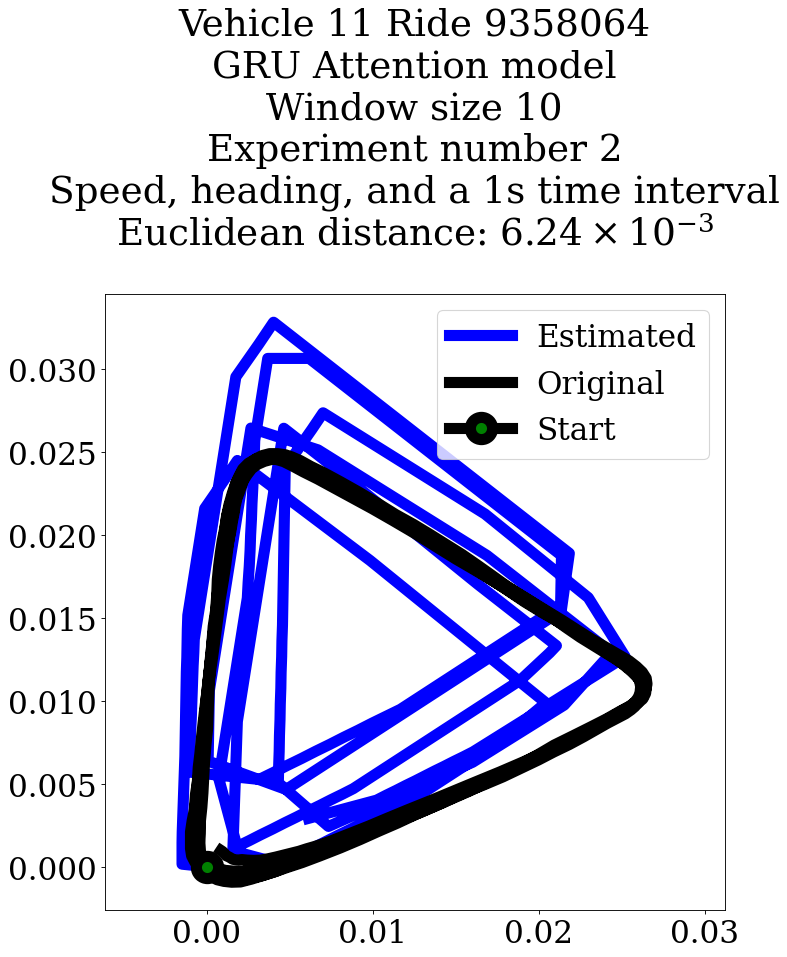 Vehicle 11 Ride 9358064
GRU Attention model
Window size 10
Experiment number 2
Speed, heading, and a 1s time interval
Euclidean distance: 6.24 × 10⁻³
Estimated
Original
Start
0.030
0.025
0.020
0.015
0.010
0.005
0.000
0.00 0.01 0.02 0.03